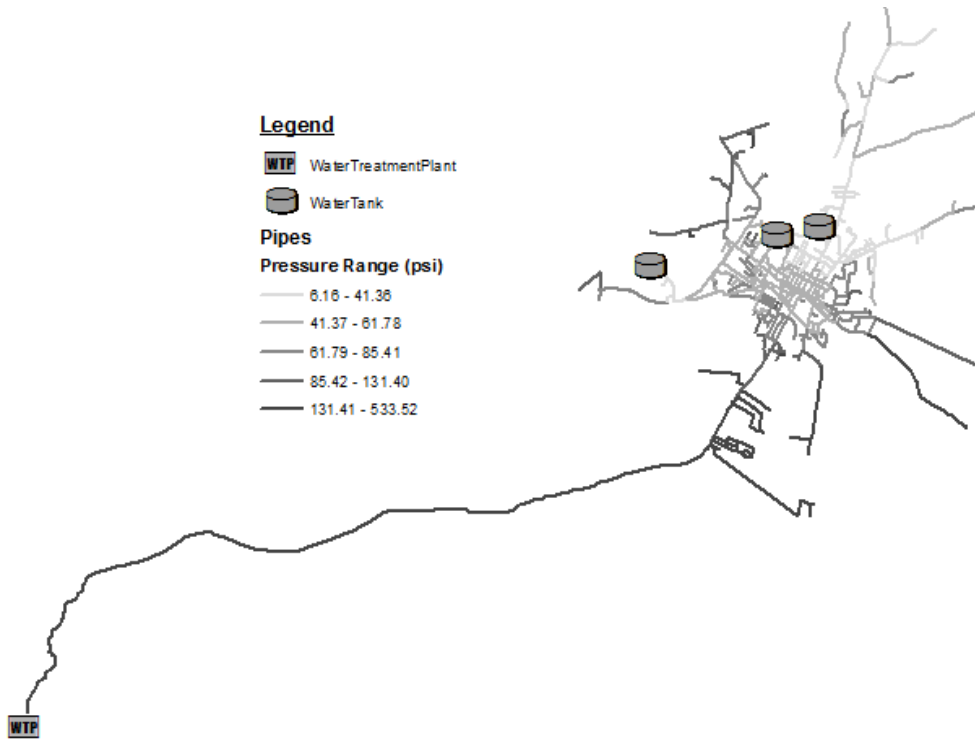 Legend
WTP WaterTreatmentPlant
WaterTank
Pipes
Pressure Range (psi)
6.16 - 41.36
41.37 - 61.78
61.79 - 85.41
85.42 - 131.40
131.41 - 533.52
WTP